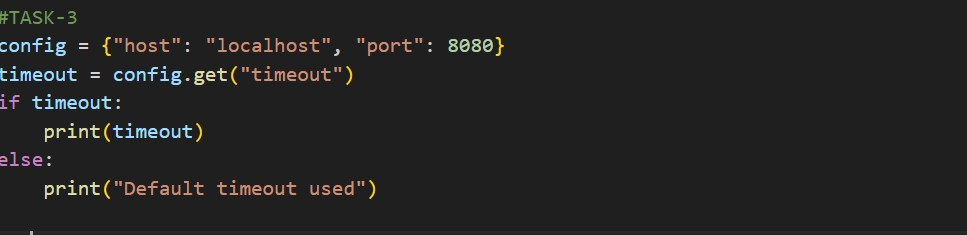 #TASK-3
config = {"host": "localhost", "port": 8080}
timeout = config.get("timeout")
if timeout:
    print(timeout)
else:
    print("Default timeout used")